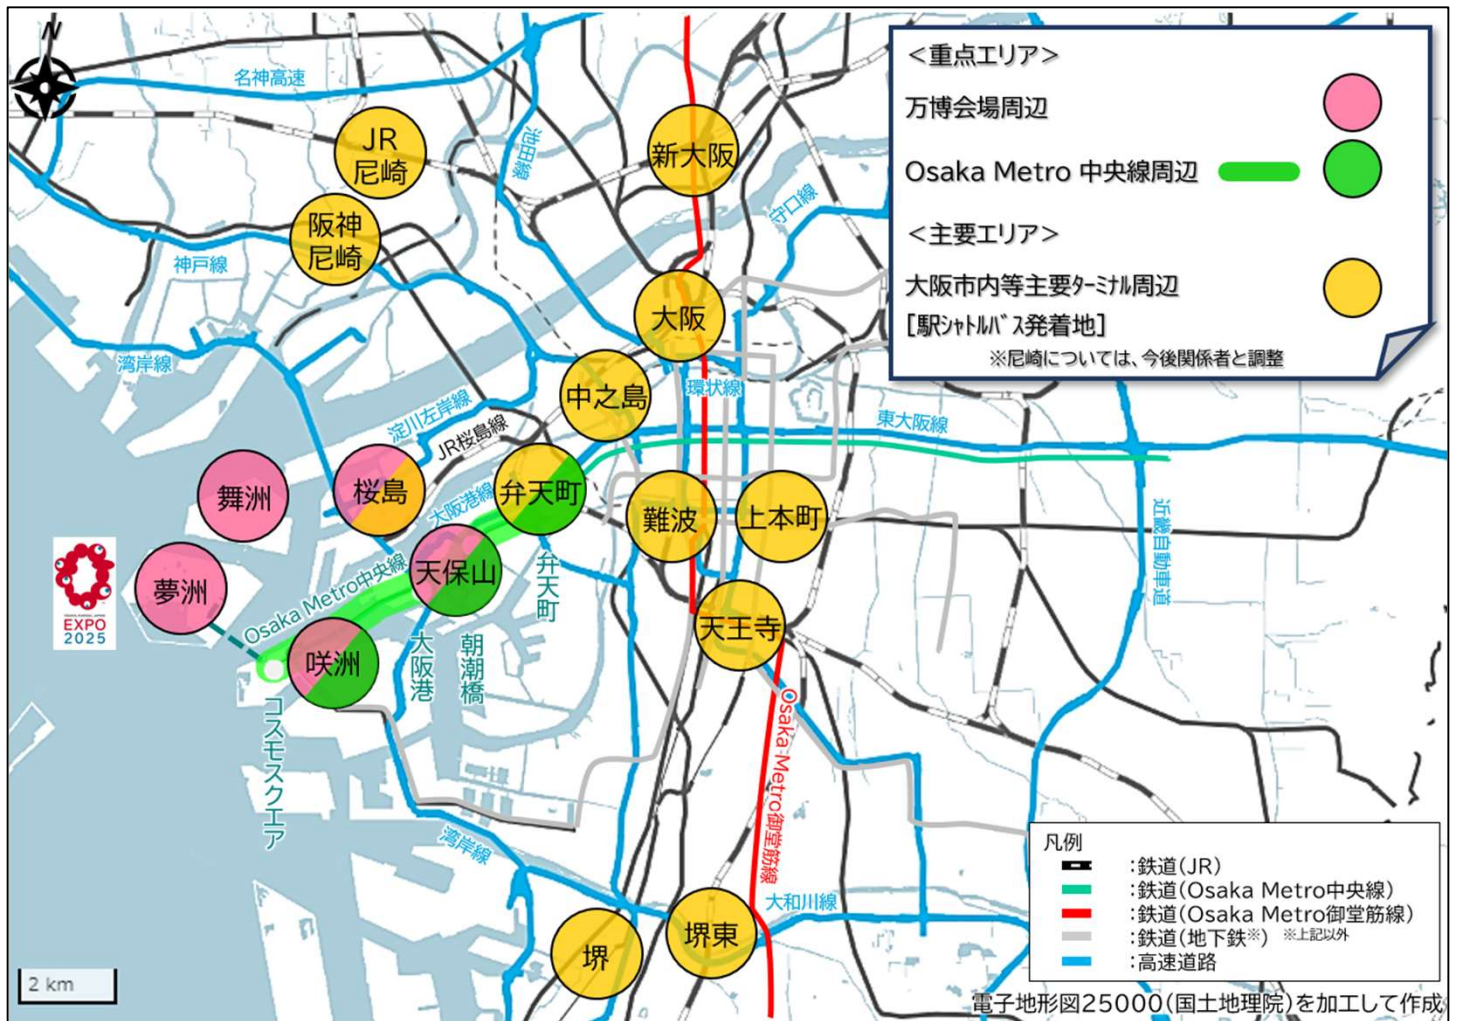 N
名神高速
池田線
JR
尼崎
新大阪
守口線
阪神
尼崎
神戸線
湾岸線
大阪
中之島
環状線
東大阪線
淀川左岸線
JR桜島線
舞洲
桜島
大阪港線
弁天町
難波
上本町
近畿自動車道
EXPO
2025
夢洲
Osaka Metro中央線
天保山
弁天町
咲洲
大阪港
朝潮橋
天王寺
コスモスクエア
Osaka Metro御堂筋線
湾岸線
大和川線
堺
堺東
2 km
<重点エリア>
万博会場周辺
Osaka Metro 中央線周辺
<主要エリア>
大阪市内等主要ﾀｰﾐﾅﾙ周辺
[駅ｼｬﾄﾙﾊﾞｽ発着地]
※尼崎については、今後関係者と調整
凡例
:鉄道(JR)
:鉄道(Osaka Metro中央線)
:鉄道(Osaka Metro御堂筋線)
:鉄道(地下鉄※) ※上記以外
:高速道路
電子地形図25000(国土地理院)を加工して作成